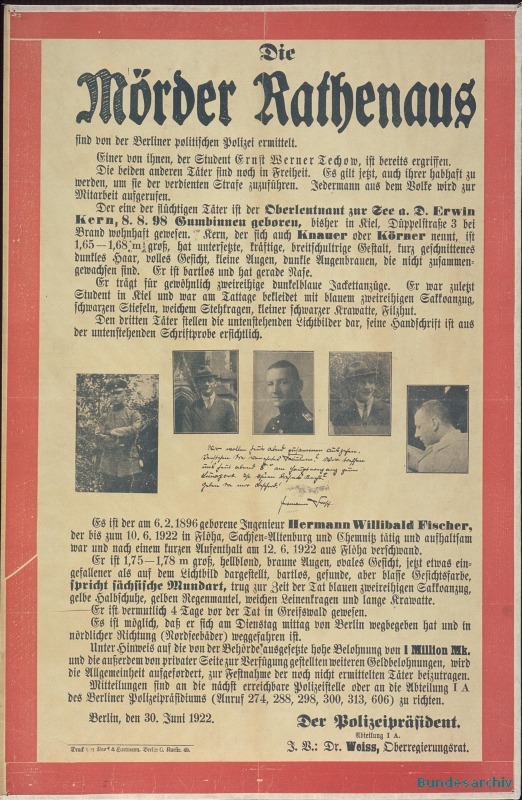 Die
Mörder Rathenaus
sind von der Berliner politischen Polizei ermittelt.
Einer von ihnen, der Student Ernst Werner Techow, ist bereits ergriffen.
Die beiden anderen Täter sind noch in Freiheit. Es gilt jetzt, auch ihrer habhaft zu
werden, um sie der verdienten Strafe zuzuführen. Jedermann aus dem Volke wird zur
Mitarbeit aufgerufen.
Der eine der flüchtigen Täter ist der Oberleutnant zur See a. D. Erwin
Kern, 8. 8. 98 Gumbinnen geboren, bisher in Kiel, Düppelstraße 3 bei
Brand wohnhaft gewesen. Kern, der sich auch Knauer oder Körner nennt, ist
1,65—1,68 m groß, hat untersetzte, kräftige, breitschultrige Gestalt, kurz geschnittenes
dunkles Haar, volles Gesicht, kleine Augen, dunkle Augenbrauen, die nicht zusammen-
gewachsen sind. Er ist bartlos und hat gerade Nase.
Er trägt für gewöhnlich zweireihige dunkelblaue Jackettanzüge. Er war zuletzt
Student in Kiel und war am Tattage bekleidet mit blauem zweireihigen Sakkoanzug,
schwarzen Stiefeln, weichem Stehkragen, kleiner schwarzer Krawatte, Filzhut.
Den dritten Täter stellen die untenstehenden Lichtbilder dar, seine Handschrift ist aus
der untenstehenden Schriftprobe ersichtlich.
Wir wollen heute abend zusammen ausgehen.
Es ist der am 6. 2. 1896 geborene Ingenieur Hermann Willibald Fischer,
der bis zum 10. 6. 1922 in Flöha, Sachsen-Altenburg und Chemnitz tätig und aufhaltsam
war und nach einem kurzen Aufenthalt am 12. 6. 1922 aus Flöha verschwand.
Er ist 1,75—1,78 m groß, hellblond, braune Augen, ovales Gesicht, jetzt etwas ein-
gefallener als auf dem Lichtbild dargestellt, bartlos, gesunde, aber blasse Gesichtsfarbe,
spricht sächsische Mundart, trug zur Zeit der Tat blauen zweireihigen Sakkoanzug,
gelbe Halbschuhe, gelben Regenmantel, weichen Leinenkragen und lange Krawatte.
Er ist vermutlich 4 Tage vor der Tat in Greifswald gewesen.
Es ist möglich, daß er sich am Dienstag mittag von Berlin wegbegeben hat und in
nördlicher Richtung (Nordseebäder) weggefahren ist.
Unter Hinweis auf die von der Behörde ausgesetzte hohe Belohnung von 1 Million Mk.
und die außerdem von privater Seite zur Verfügung gestellten weiteren Geldbelohnungen, wird
die Allgemeinheit aufgefordert, zur Festnahme der noch nicht ermittelten Täter beizutragen.
Mitteilungen sind an die nächst erreichbare Polizeistelle oder an die Abteilung I A
des Berliner Polizeipräsidiums (Anruf 274, 288, 298, 300, 313, 606) zu richten.
Berlin, den 30. Juni 1922.
Der Polizeipräsident.
Abteilung I A.
J. V.: Dr. Weiss, Oberregierungsrat.
Druck von Berlin C.
Bundesarchiv